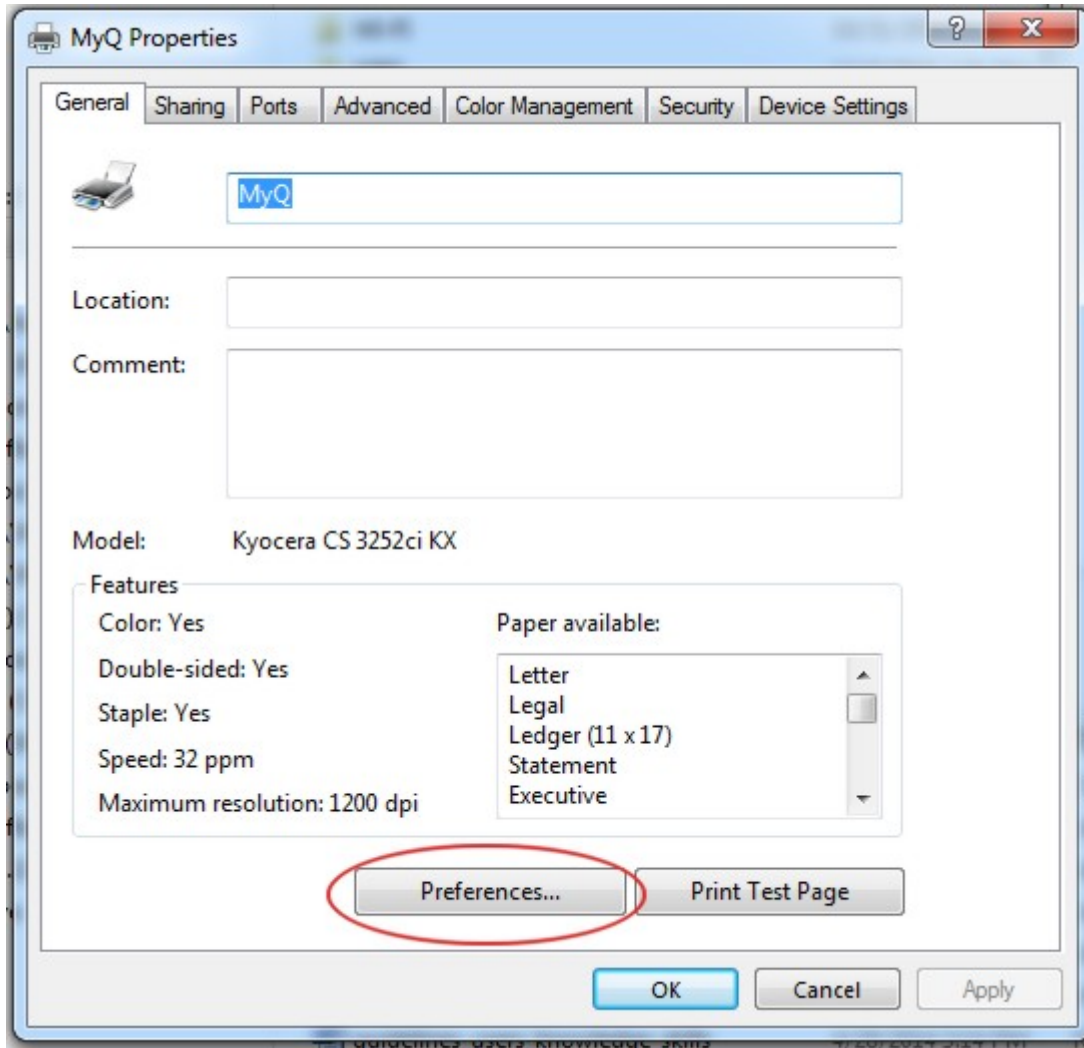 MyQ Properties
General Sharing Ports Advanced Color Management Security Device Settings
MyQ
Location:
Comment:
Model: Kyocera CS 3252ci KX
Features
Color: Yes
Double-sided: Yes
Staple: Yes
Speed: 32 ppm
Maximum resolution: 1200 dpi
Paper available:
Letter
Legal
Ledger (11 x 17)
Statement
Executive
Preferences... Print Test Page
OK Cancel Apply